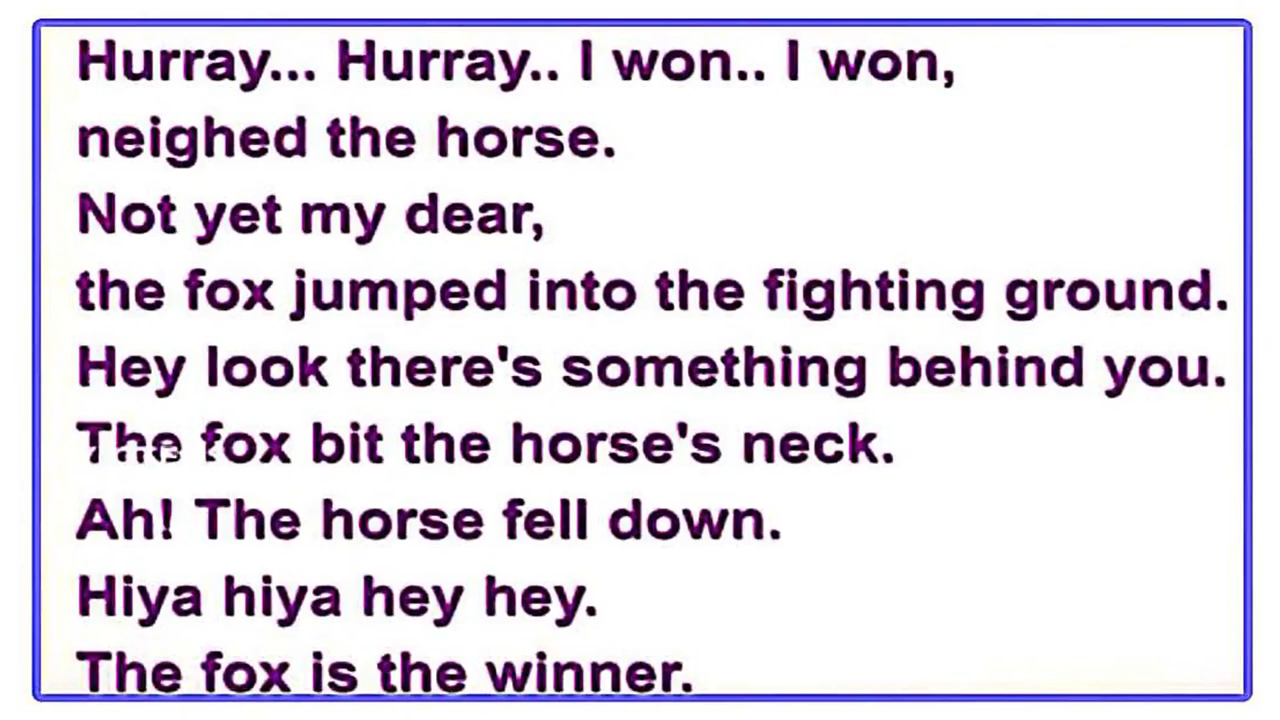 Hurray... Hurray.. I won.. I won,
neighed the horse.
Not yet my dear,
the fox jumped into the fighting ground.
Hey look there's something behind you.
The fox bit the horse's neck.
Ah! The horse fell down.
Hiya hiya hey hey.
The fox is the winner.